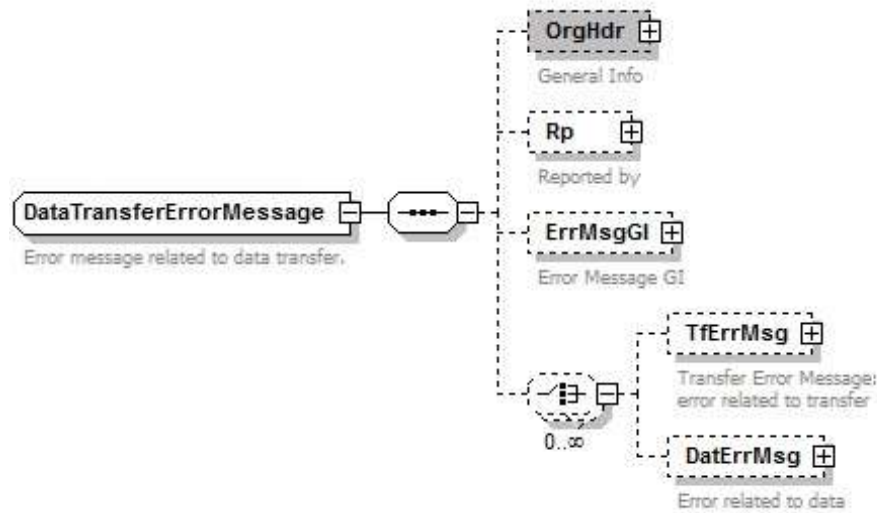 OrgHdr
General Info
Rp
Reported by
DataTransferErrorMessage
Error message related to data transfer.
ErrMsgGI
Error Message GI
TfErrMsg
Transfer Error Message:
error related to transfer
0..∞
DatErrMsg
Error related to data